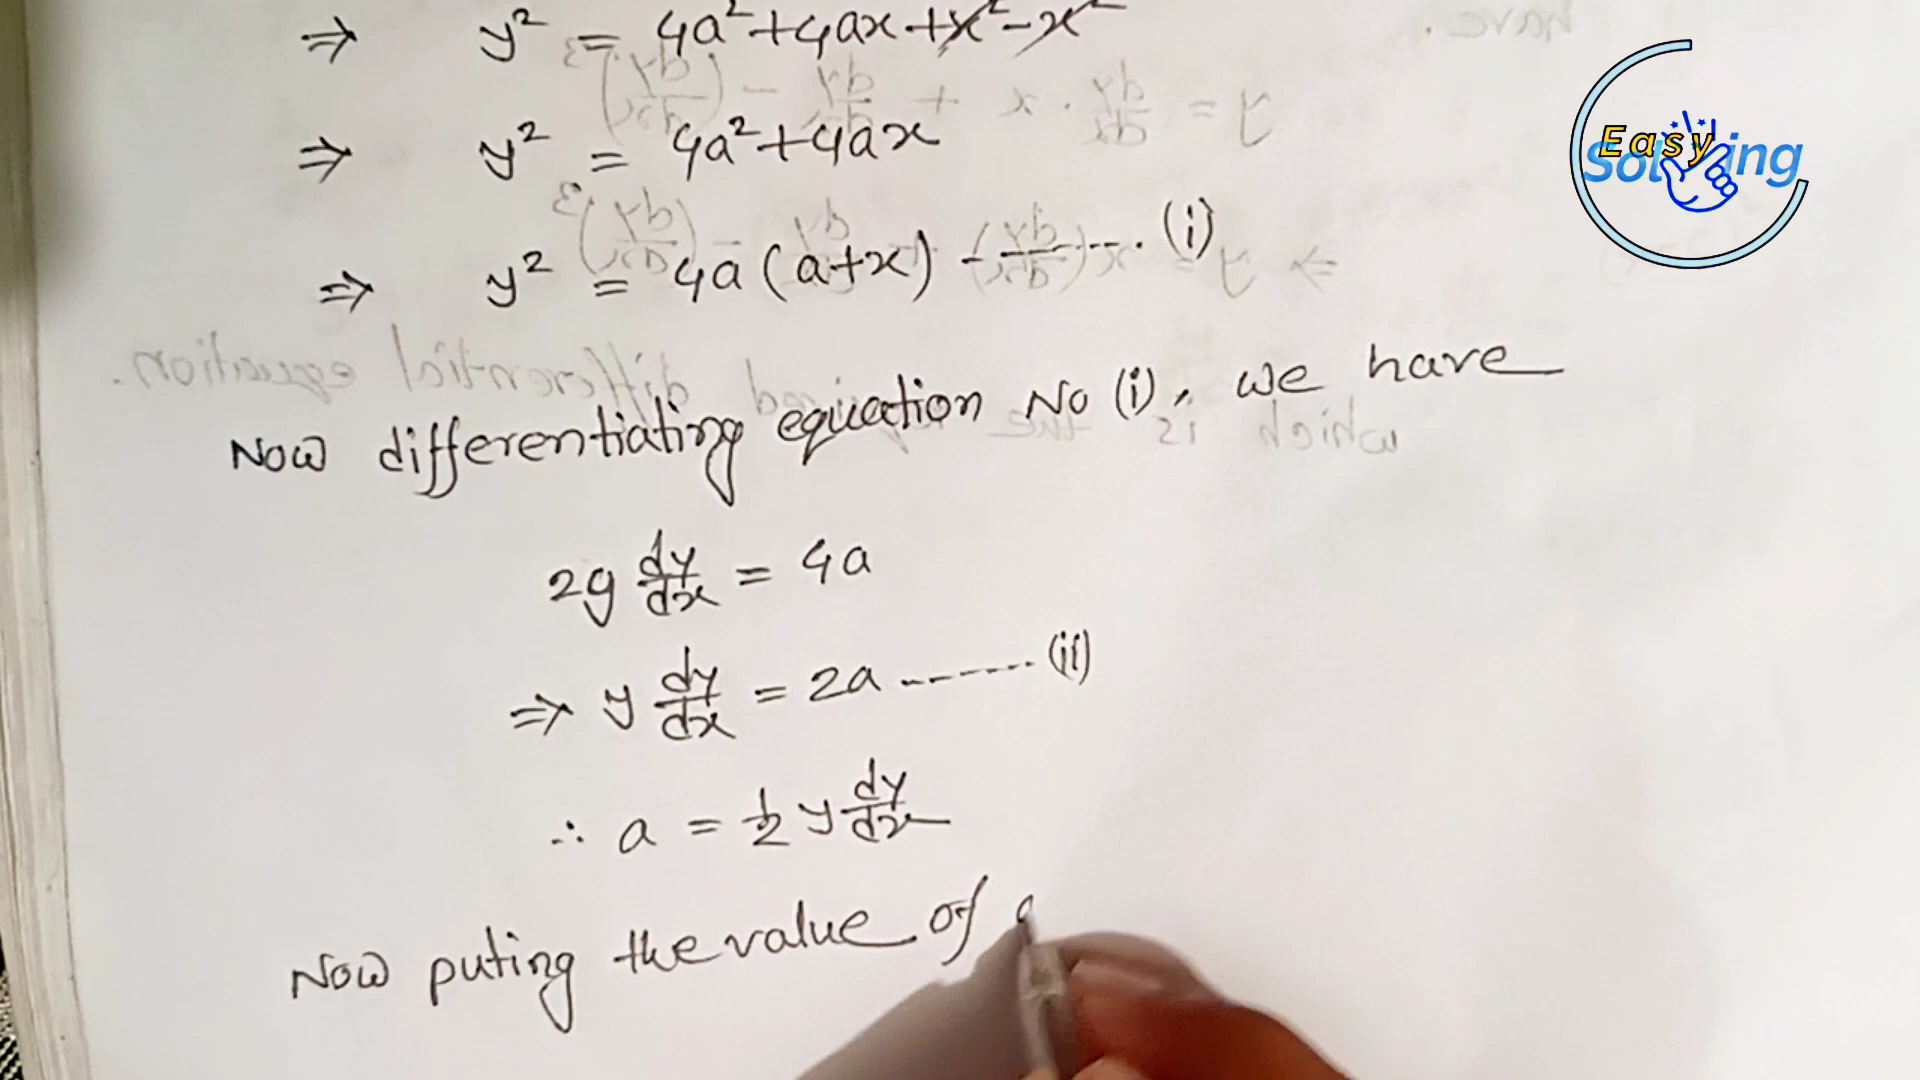 ⇒ y² = 4a²+4ax+x²-x²
⇒ y² = 4a²+4ax
⇒ y² = 4a(a+x) -------- (i)
Now differentiating equation No (i), we have
2y dy/dx = 4a
⇒ y dy/dx = 2a -------- (ii)
∴ a = 1/2 y dy/dx
Now puting the value of a
Easy
Solving